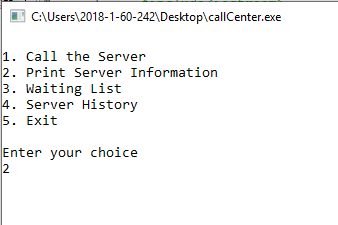 C:\Users\2018-1-60-242\Desktop\callCenter.exe
1. Call the Server
2. Print Server Information
3. Waiting List
4. Server History
5. Exit
Enter your choice
2